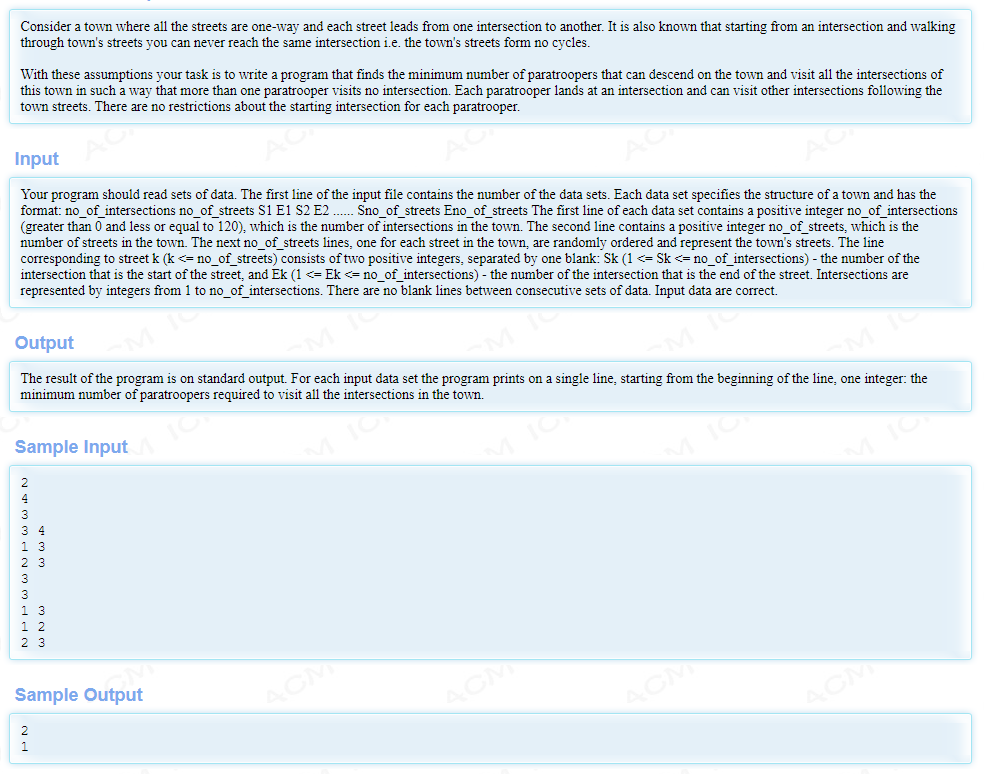 Consider a town where all the streets are one-way and each street leads from one intersection to another. It is also known that starting from an intersection and walking
through town's streets you can never reach the same intersection i.e. the town's streets form no cycles.
With these assumptions your task is to write a program that finds the minimum number of paratroopers that can descend on the town and visit all the intersections of
this town in such a way that more than one paratrooper visits no intersection. Each paratrooper lands at an intersection and can visit other intersections following the
town streets. There are no restrictions about the starting intersection for each paratrooper.
Input
Your program should read sets of data. The first line of the input file contains the number of the data sets. Each data set specifies the structure of a town and has the
format: no_of_intersections no_of_streets S1 E1 S2 E2 ...... Sno_of_streets Eno_of_streets The first line of each data set contains a positive integer no_of_intersections
(greater than 0 and less or equal to 120), which is the number of intersections in the town. The second line contains a positive integer no_of_streets, which is the
number of streets in the town. The next no_of_streets lines, one for each street in the town, are randomly ordered and represent the town's streets. The line
corresponding to street k (k <= no_of_streets) consists of two positive integers, separated by one blank: Sk (1 <= Sk <= no_of_intersections) - the number of the
intersection that is the start of the street, and Ek (1 <= Ek <= no_of_intersections) - the number of the intersection that is the end of the street. Intersections are
represented by integers from 1 to no_of_intersections. There are no blank lines between consecutive sets of data. Input data are correct.
Output
The result of the program is on standard output. For each input data set the program prints on a single line, starting from the beginning of the line, one integer: the
minimum number of paratroopers required to visit all the intersections in the town.
Sample Input
2
4
3
3 4
1 3
2 3
3
3
1 3
1 2
2 3
Sample Output
2
1